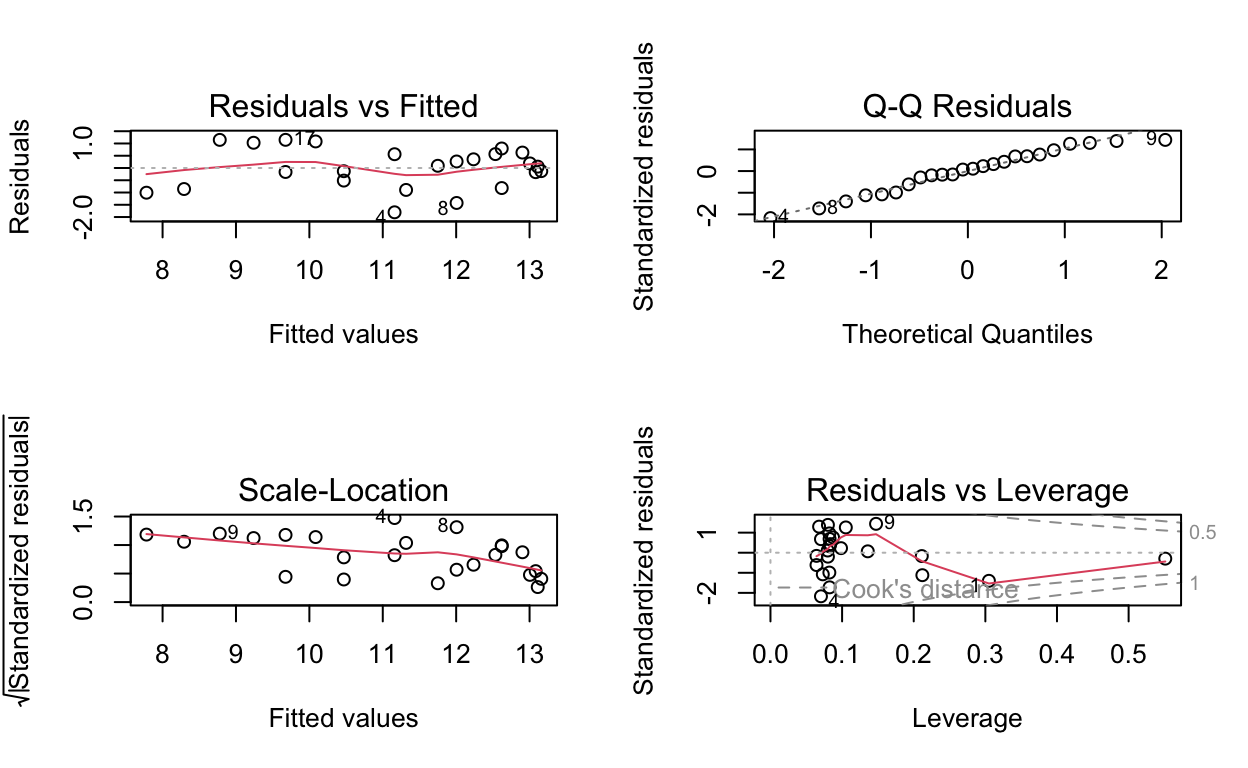 Residuals vs Fitted
Residuals
1.0
-2.0
17
4
8
8 9 10 11 12 13
Fitted values
Q-Q Residuals
Standardized residuals
0
-2
9
4
8
-2 -1 0 1 2
Theoretical Quantiles
Scale-Location
√|Standardized residuals|
1.5
0.0
4
8
9
8 9 10 11 12 13
Fitted values
Residuals vs Leverage
Standardized residuals
1
-2
9
0.5
1
1
Cook's distance
4
0.0 0.1 0.2 0.3 0.4 0.5
Leverage